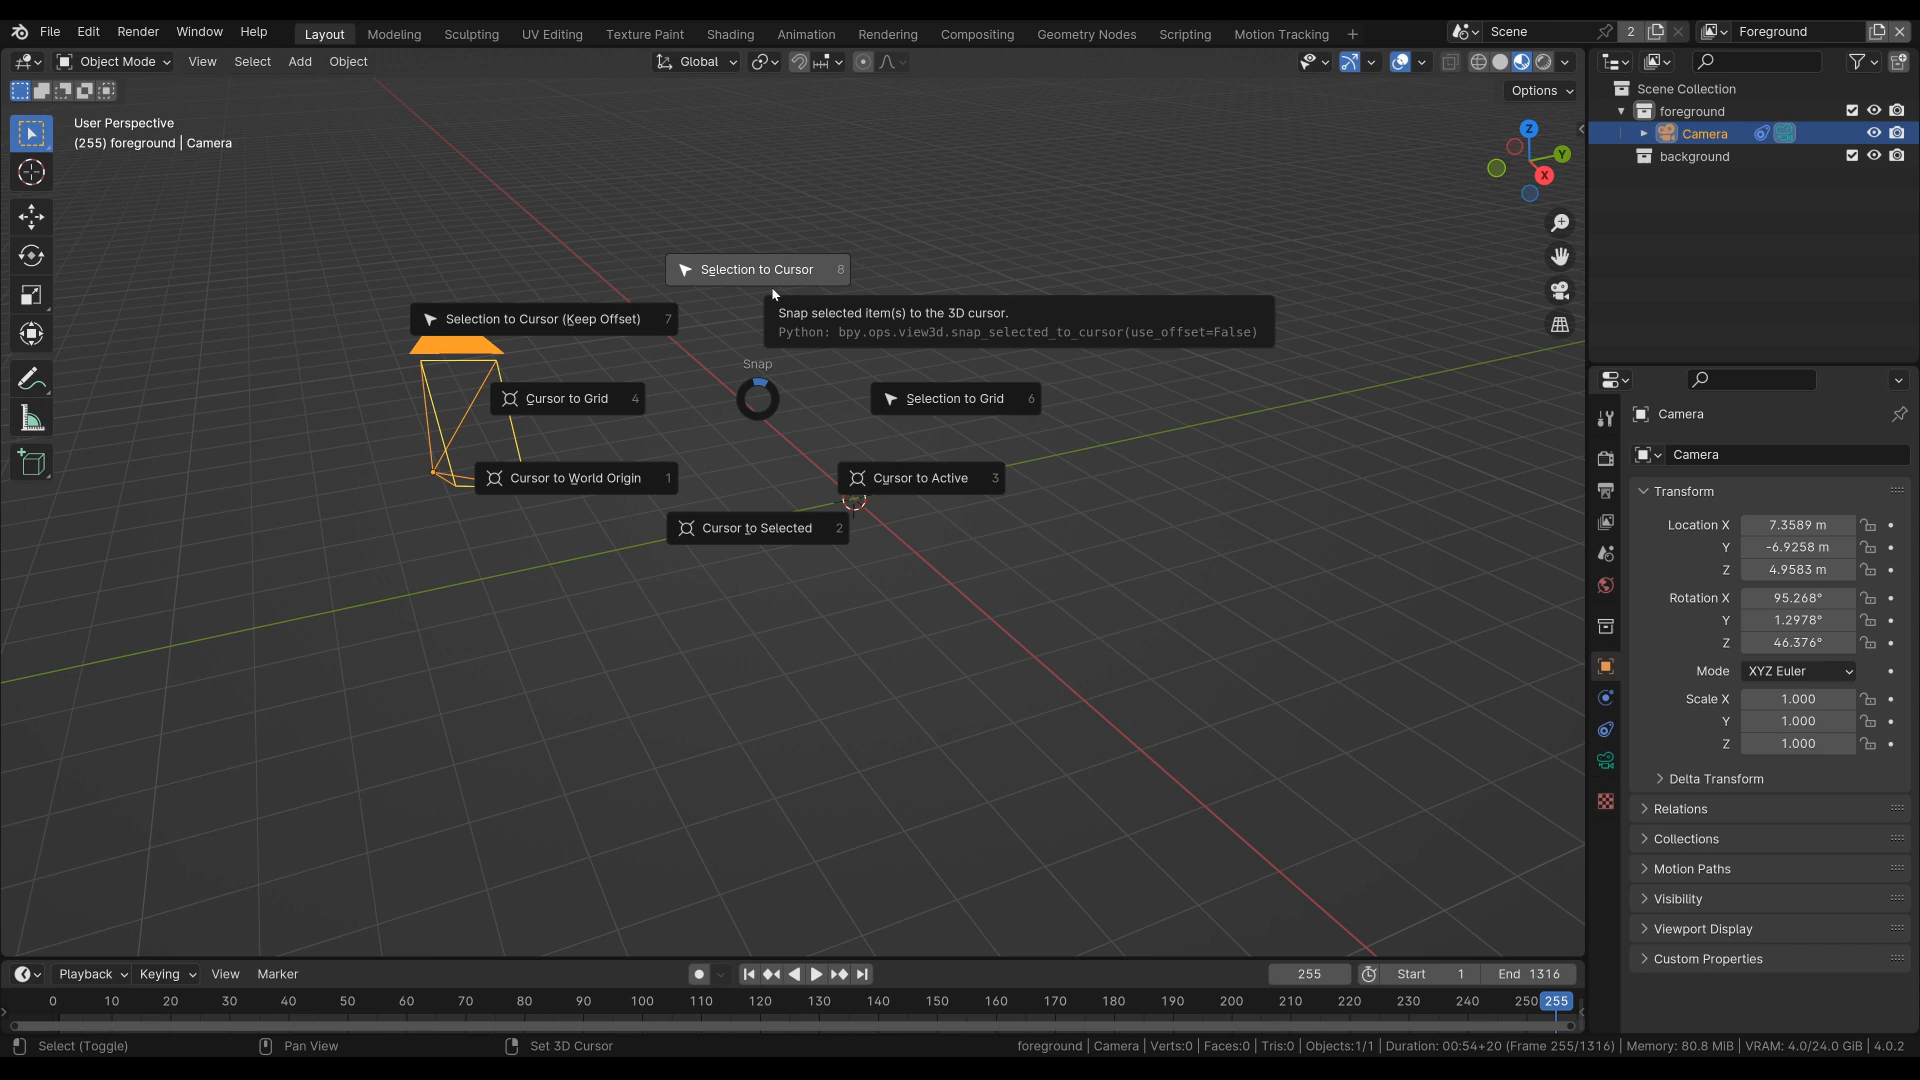 File Edit Render Window Help Layout Modeling Sculpting UV Editing Texture Paint Shading Animation Rendering Compositing Geometry Nodes Scripting Motion Tracking + Scene 2 Foreground
Object Mode View Select Add Object Global
Options
User Perspective
(255) foreground | Camera
Z
Y
X
Selection to Cursor 8
Snap selected item(s) to the 3D cursor.
Python: bpy.ops.view3d.snap_selected_to_cursor(use_offset=False)
Selection to Cursor (Keep Offset) 7
Snap
Cursor to Grid 4
Selection to Grid 6
Cursor to World Origin 1
Cursor to Active 3
Cursor to Selected 2
Scene Collection
foreground
Camera
background
Camera
Camera
Transform
Location X 7.3589 m
Y -6.9258 m
Z 4.9583 m
Rotation X 95.268°
Y 1.2978°
Z 46.376°
Mode XYZ Euler
Scale X 1.000
Y 1.000
Z 1.000
Delta Transform
Relations
Collections
Motion Paths
Visibility
Viewport Display
Custom Properties
Playback Keying View Marker 255 Start 1 End 1316
0 10 20 30 40 50 60 70 80 90 100 110 120 130 140 150 160 170 180 190 200 210 220 230 240 250 255
Select (Toggle) Pan View Set 3D Cursor foreground | Camera | Verts:0 | Faces:0 | Tris:0 | Objects:1/1 | Duration: 00:54+20 (Frame 255/1316) | Memory: 80.8 MiB | VRAM: 4.0/24.0 GiB | 4.0.2